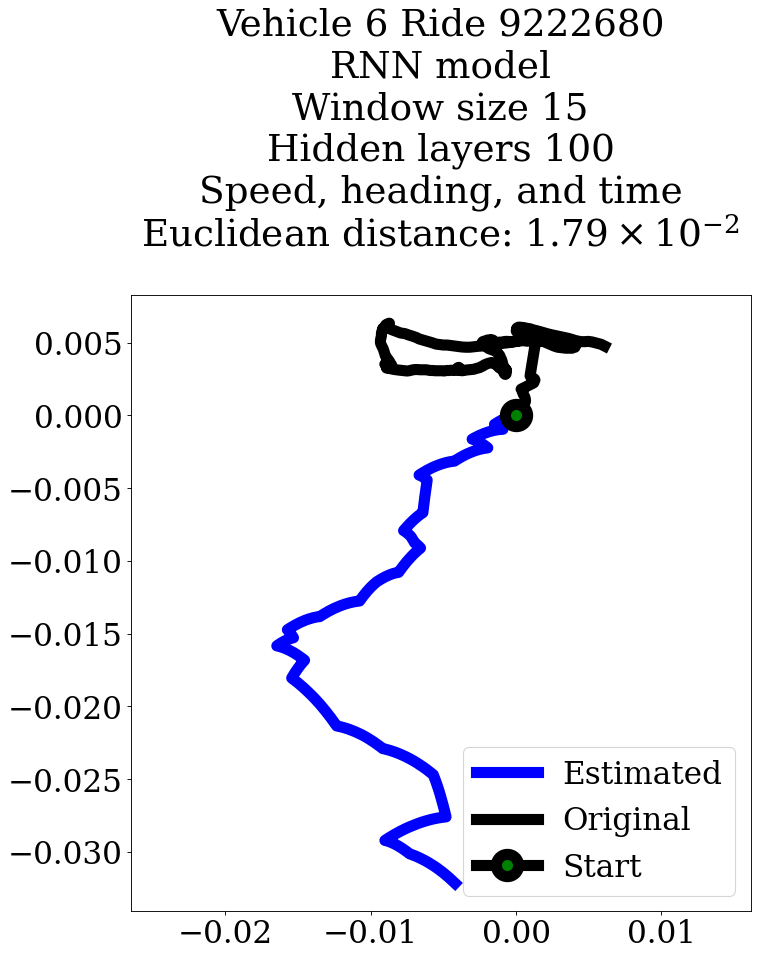 Vehicle 6 Ride 9222680
RNN model
Window size 15
Hidden layers 100
Speed, heading, and time
Euclidean distance: 1.79 × 10⁻²
0.005
0.000
−0.005
−0.010
−0.015
−0.020
−0.025
−0.030
Estimated
Original
Start
−0.02 −0.01 0.00 0.01